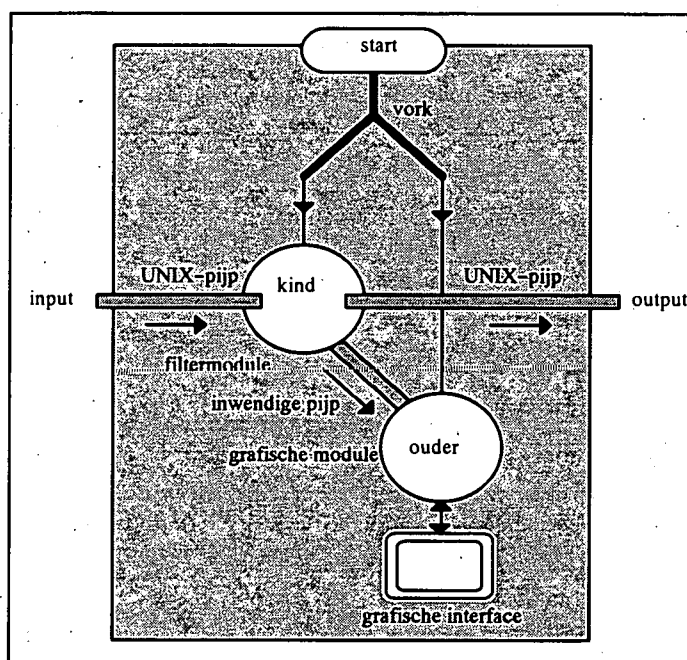 start
vork
UNIX-pijp
UNIX-pijp
input
kind
output
filtermodule
inwendige pijp
grafische module
ouder
grafische interface